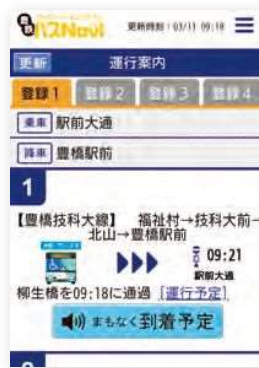 バスNavi 更新時刻：03/11 09:18
更新 運行案内
登録1 登録2 登録3 登録4
乗車 駅前大通
降車 豊橋駅前
1
【豊橋技科大線】 福祉村→技科大前→
北山→豊橋駅前
09:21
駅前大通
柳生橋を09:18に通過 [運行予定]
まもなく到着予定